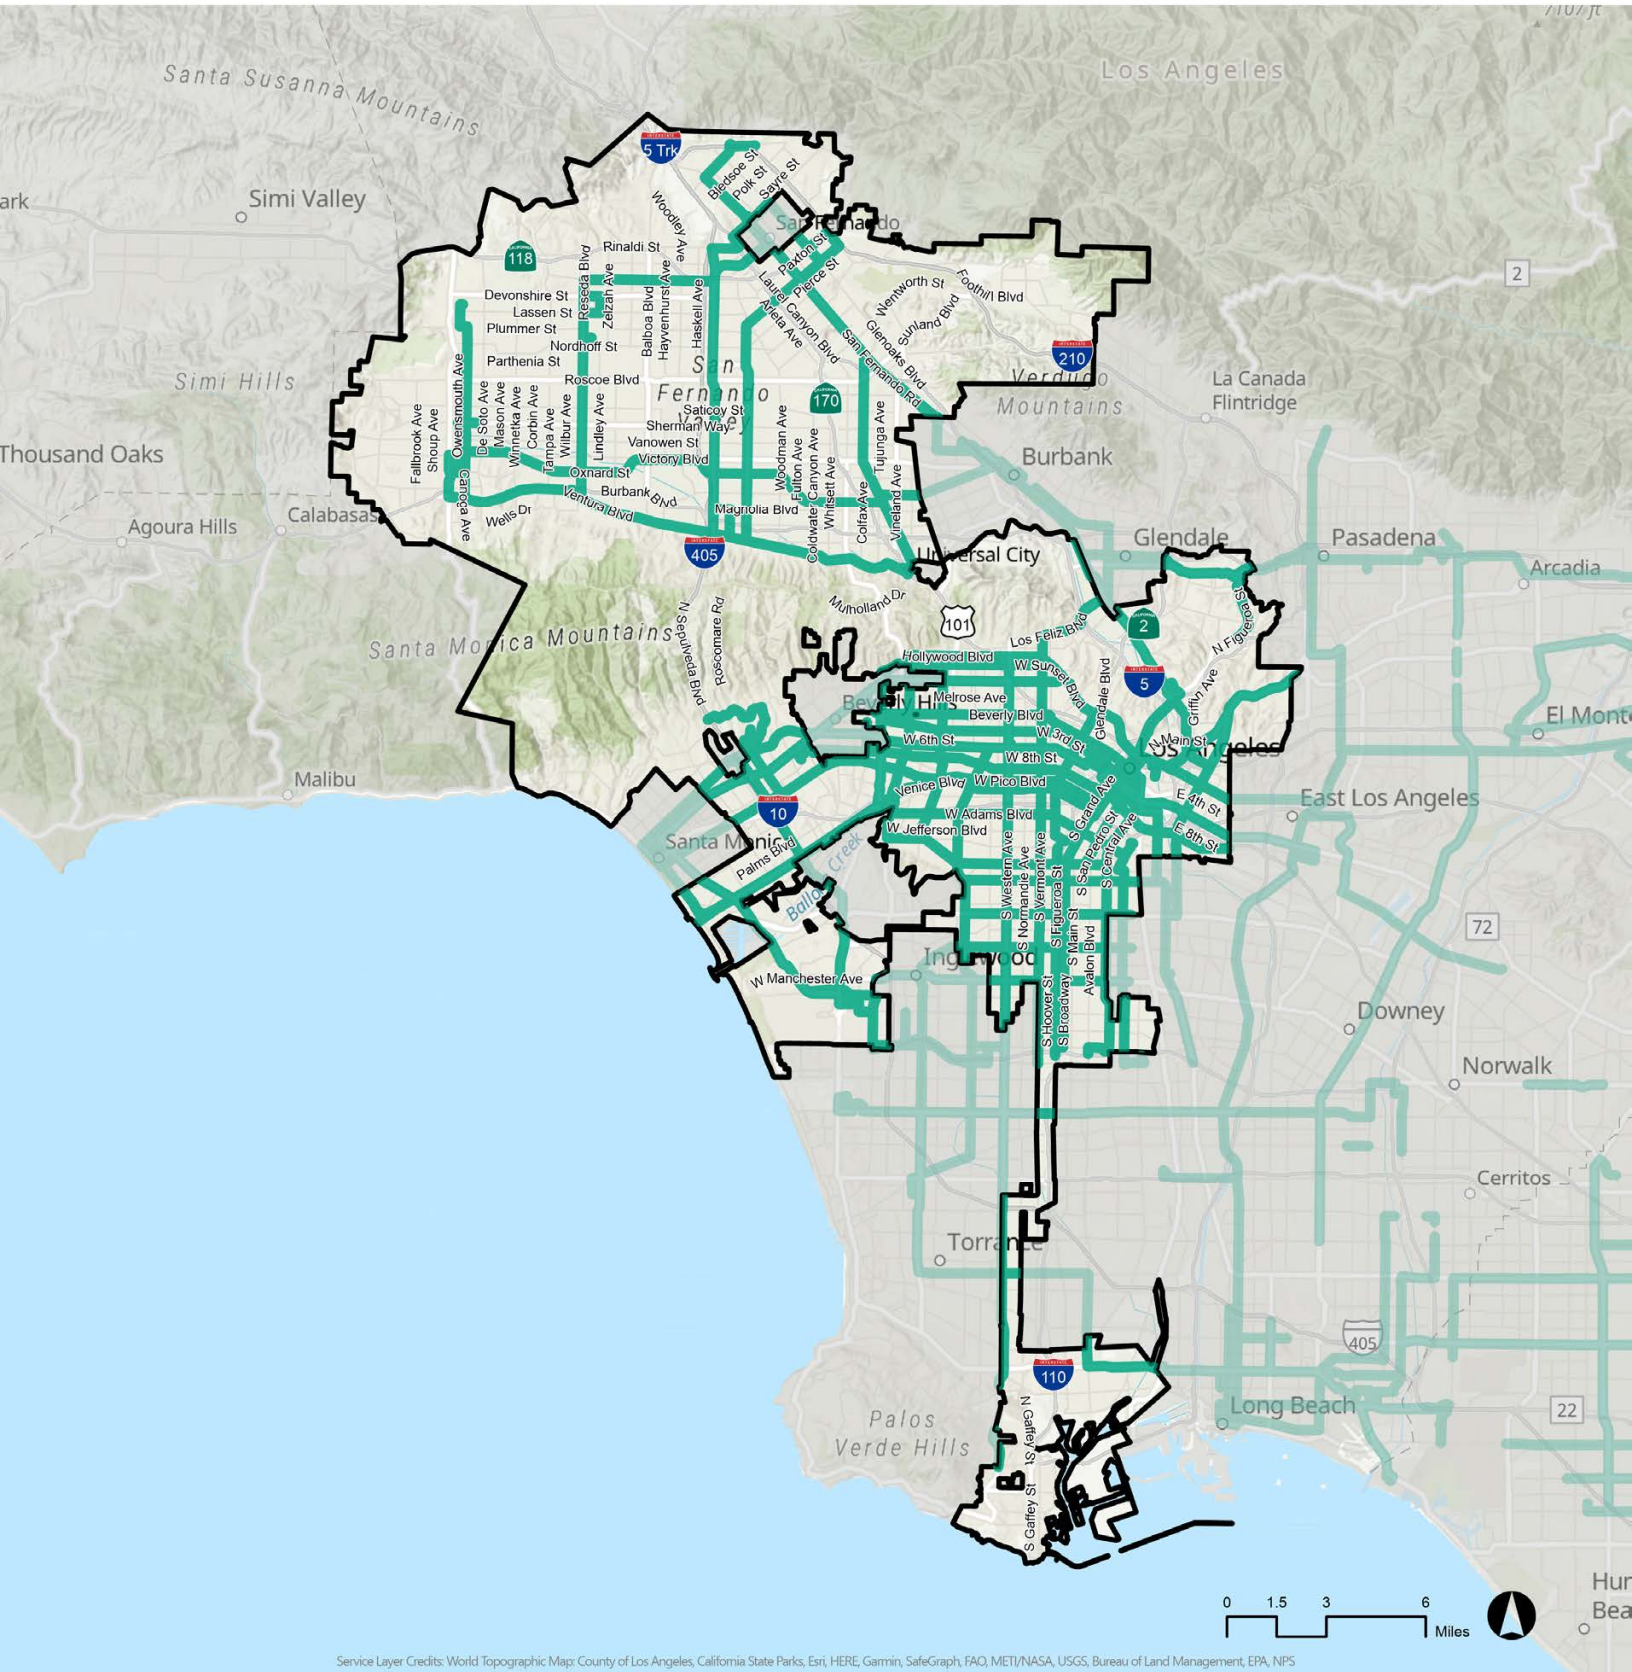 7107 ft
Los Angeles
Santa Susanna Mountains
INTERSTATE
5 Trk
Bledsoe St
Polk St
Sayre St
ark
Simi Valley
Woodley Ave
San Fernando
CALIFORNIA
118
Rinaldi St
Paxton St
Pierce St
2
Reseda Blvd
Zelzah Ave
Balboa Blvd
Hayvenhurst Ave
Haskell Ave
Devonshire St
Lassen St
Plummer St
Nordhoff St
Parthenia St
Roscoe Blvd
Laurel Canyon Blvd
Arleta Ave
Wentworth St
Foothill Blvd
Sunland Blvd
Glenoaks Blvd
San Fernando Rd
INTERSTATE
210
Verdugo
Mountains
La Canada
Flintridge
Simi Hills
San
Fernando
Valley
CALIFORNIA
170
Saticoy St
Sherman Way
Vanowen St
Victory Blvd
Oxnard St
Burbank Blvd
Magnolia Blvd
Ventura Blvd
Wells Dr
Fallbrook Ave
Shoup Ave
Owensmouth Ave
Canoga Ave
De Soto Ave
Mason Ave
Winnetka Ave
Corbin Ave
Tampa Ave
Wilbur Ave
Lindley Ave
Woodman Ave
Fulton Ave
Coldwater Canyon Ave
Whitsett Ave
Colfax Ave
Tujunga Ave
Vineland Ave
Thousand Oaks
Burbank
Agoura Hills
Calabasas
INTERSTATE
405
Universal City
Glendale
Pasadena
Arcadia
Mulholland Dr
101
Los Feliz Blvd
CALIFORNIA
2
N Figueroa St
Santa Monica Mountains
N Sepulveda Blvd
Roscomare Rd
Hollywood Blvd
W Sunset Blvd
Glendale Blvd
INTERSTATE
5
Griffin Ave
Beverly Hills
Melrose Ave
Beverly Blvd
W 3rd St
N Main St
Los Angeles
El Monte
W 6th St
W 8th St
Venice Blvd
W Pico Blvd
S Grand Ave
E 4th St
E 8th St
East Los Angeles
Malibu
INTERSTATE
10
W Adams Blvd
W Jefferson Blvd
S San Pedro St
S Central Ave
Santa Monica
Palms Blvd
Ballona Creek
S Western Ave
S Normandie Ave
S Vermont Ave
S Figueroa St
S Main St
Avalon Blvd
72
Inglewood
W Manchester Ave
S Hoover St
S Broadway
Downey
Norwalk
Cerritos
Torrance
405
INTERSTATE
110
N Gaffey St
S Gaffey St
Long Beach
22
Palos
Verde Hills
Hur
Bea
0 1.5 3 6
Miles
Service Layer Credits: World Topographic Map: County of Los Angeles, California State Parks, Esri, HERE, Garmin, SafeGraph, FAO, METI/NASA, USGS, Bureau of Land Management, EPA, NPS